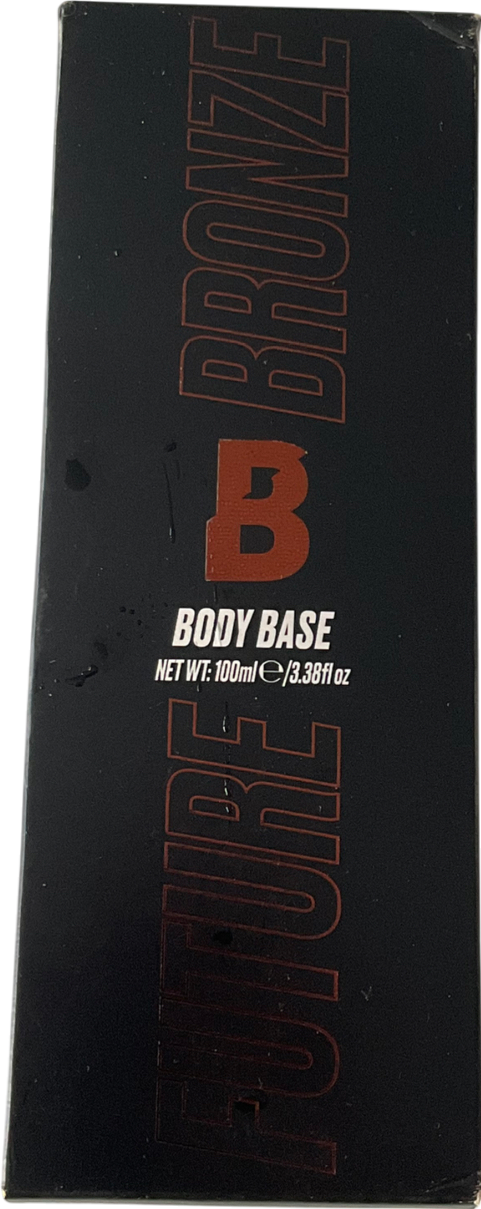 FUTURE BRONZE
B
BODY BASE
NET WT: 100ml ℮/3.38fl oz